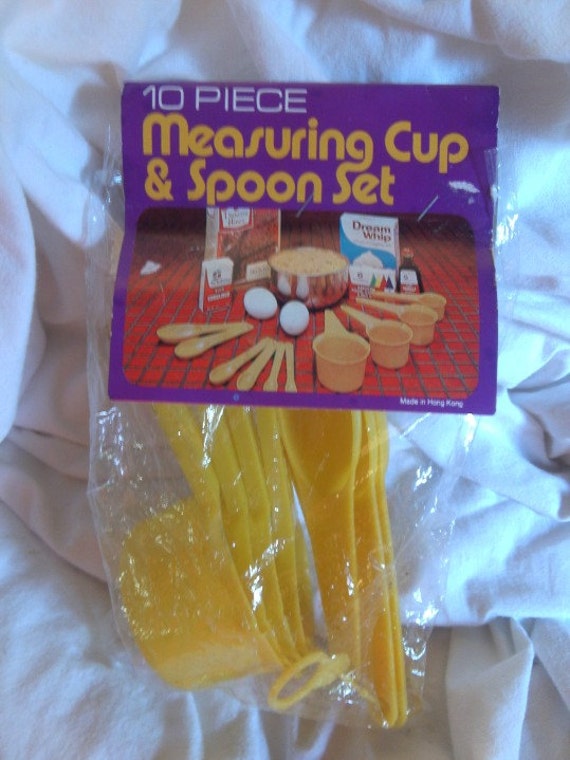 10 PIECE
Measuring Cup
& Spoon Set
Dream
Whip
Made in Hong Kong